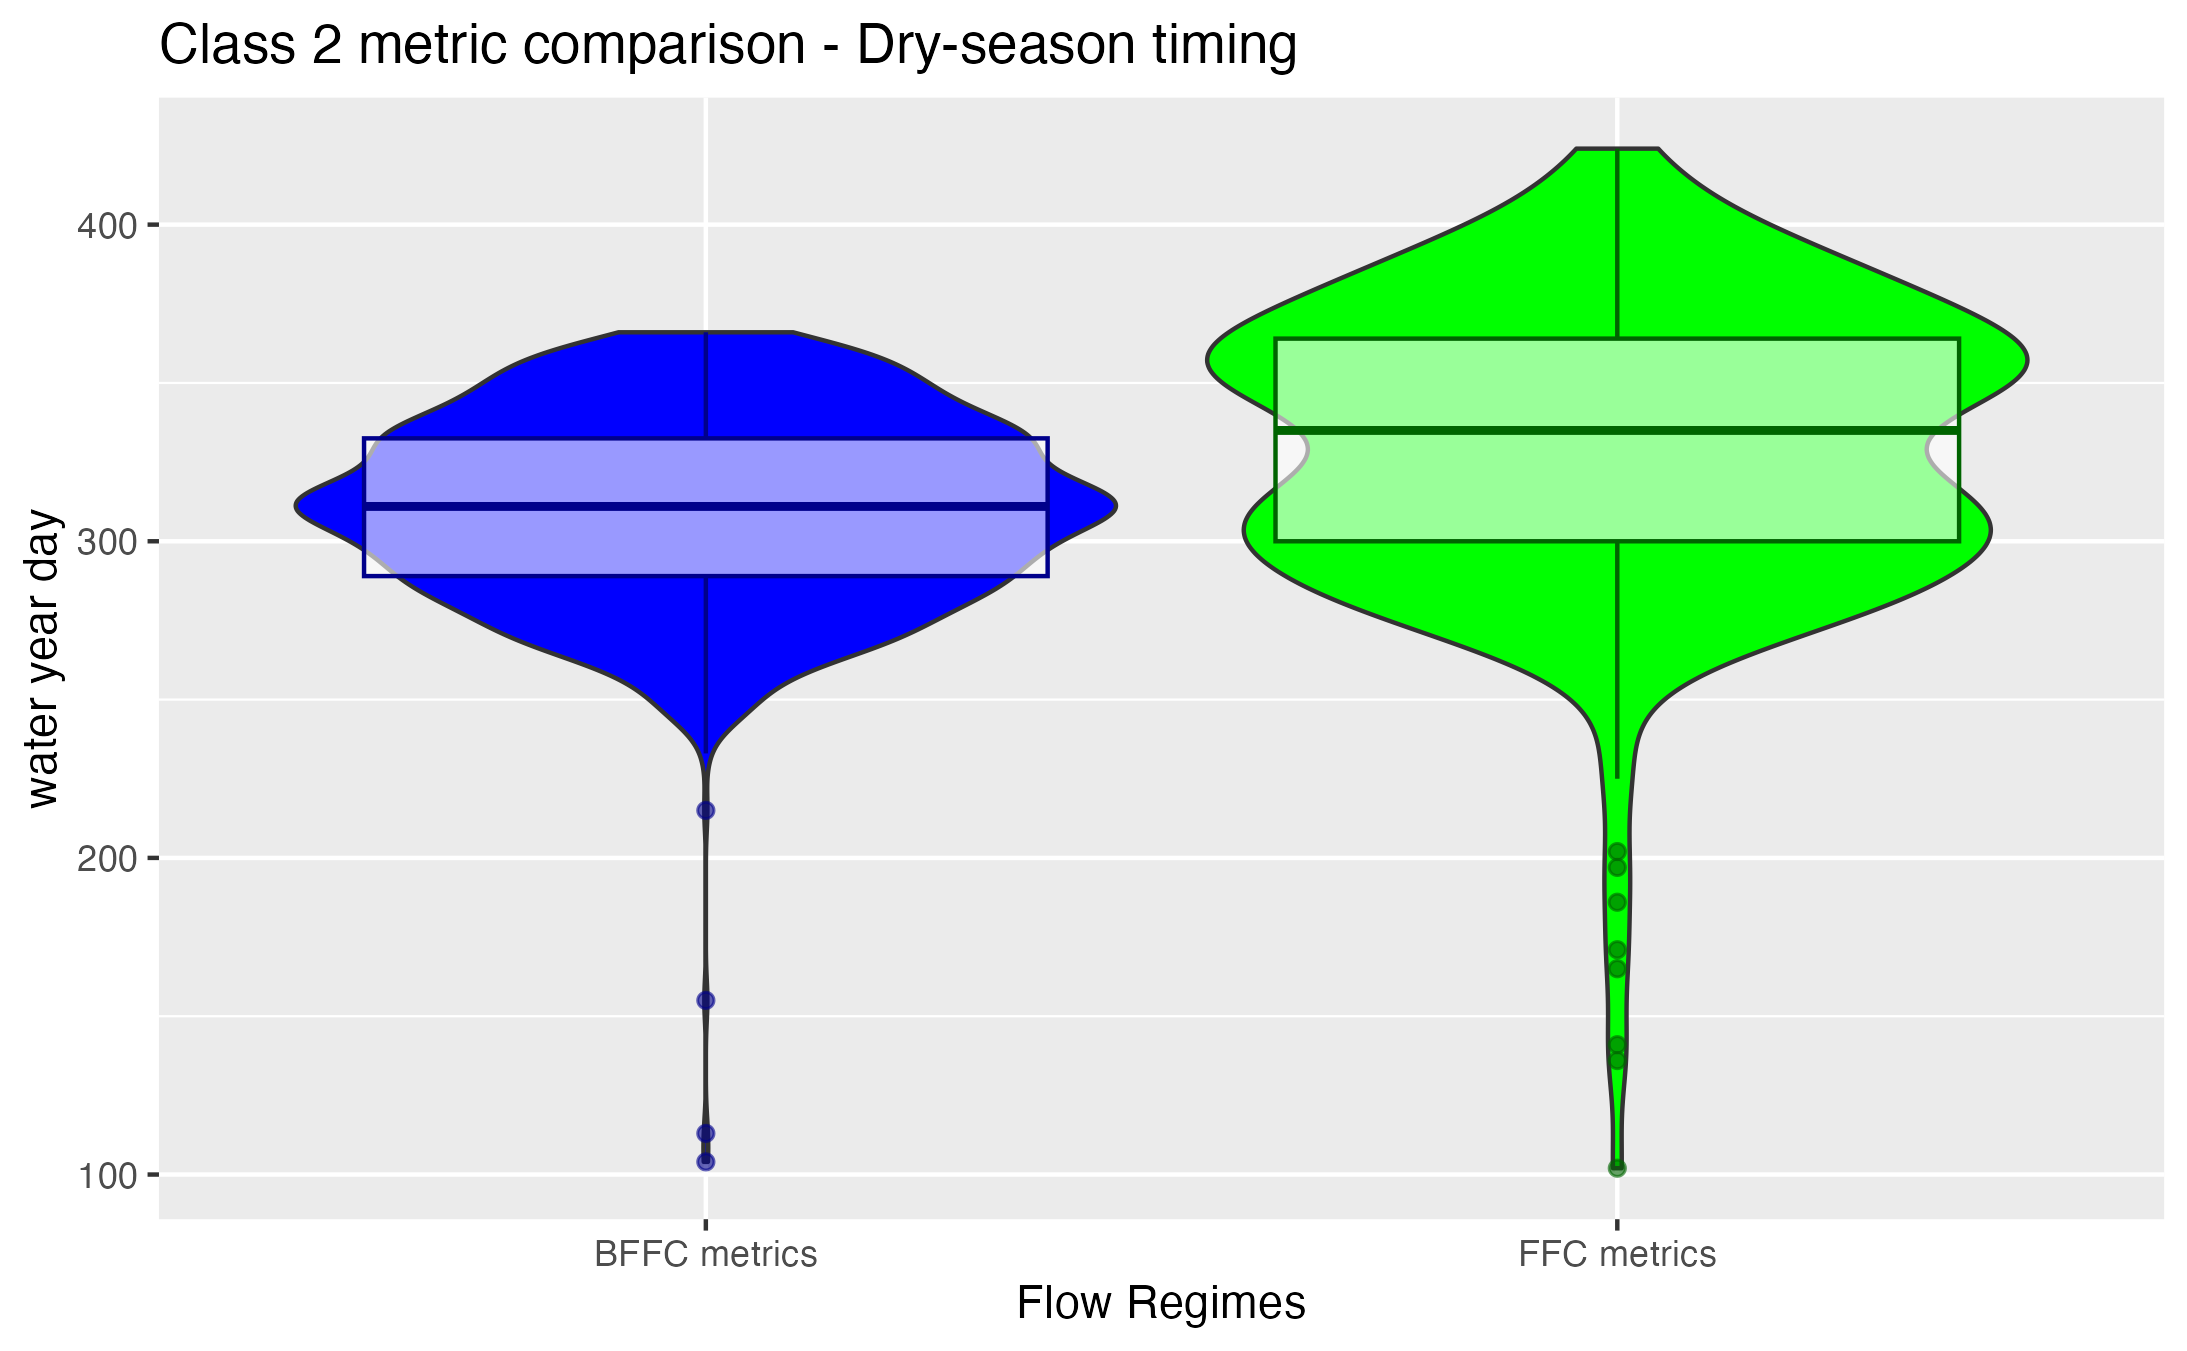 Class 2 metric comparison - Dry-season timing
water year day
400
300
200
100
BFFC metrics
FFC metrics
Flow Regimes